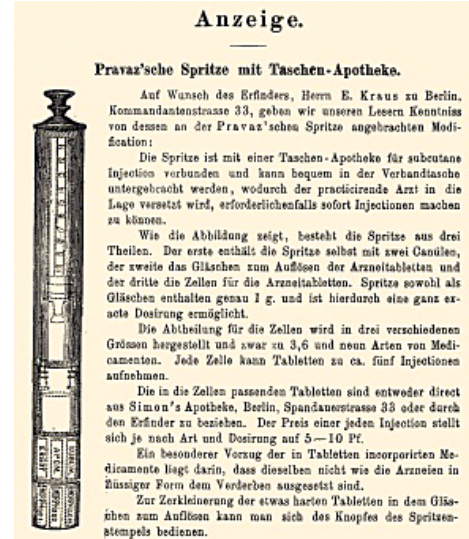 Anzeige.
Pravaz'sche Spritze mit Taschen-Apotheke.
Auf Wunsch des Erfinders, Herrn E. Kraus zu Berlin,
Kommandantenstrasse 33, geben wir unseren Lesern Kenntniss
von dessen an der Pravaz'schen Spritze angebrachten Modi-
fication:
Die Spritze ist mit einer Taschen-Apotheke für subcutane
Injection verbunden und kann bequem in der Verbandtasche
untergebracht werden, wodurch der practicirende Arzt in die
Lage versetzt wird, erforderlichenfalls sofort Injectionen machen
zu können.
Wie die Abbildung zeigt, besteht die Spritze aus drei
Theilen. Der erste enthält die Spritze selbst mit zwei Canülen,
der zweite das Gläschen zum Auflösen der Arzneitabletten und
der dritte die Zellen für die Arzneitabletten. Spritze sowohl als
Gläschen enthalten genau 1 g. und ist hierdurch eine ganz ex-
acte Dosirung ermöglicht.
Die Abtheilung für die Zellen wird in drei verschiedenen
Grössen hergestellt und zwar zu 3,6 und neun Arten von Medi-
camenten. Jede Zelle kann Tabletten zu ca. fünf Injectionen
aufnehmen.
Die in die Zellen passenden Tabletten sind entweder direct
aus Simon's Apotheke, Berlin, Spandauerstrasse 33 oder durch
den Erfinder zu beziehen. Der Preis einer jeden Injection stellt
sich je nach Art und Dosirung auf 5—10 Pf.
Ein besonderer Vorzug der in Tabletten incorporirten Me-
dicamente liegt darin, dass dieselben nicht wie die Arzneien in
flüssiger Form dem Verderben ausgesetzt sind.
Zur Zerkleinerung der etwas harten Tabletten in dem Gläs-
chen zum Auflösen kann man sich des Knopfes des Spritzen-
stempels bedienen.